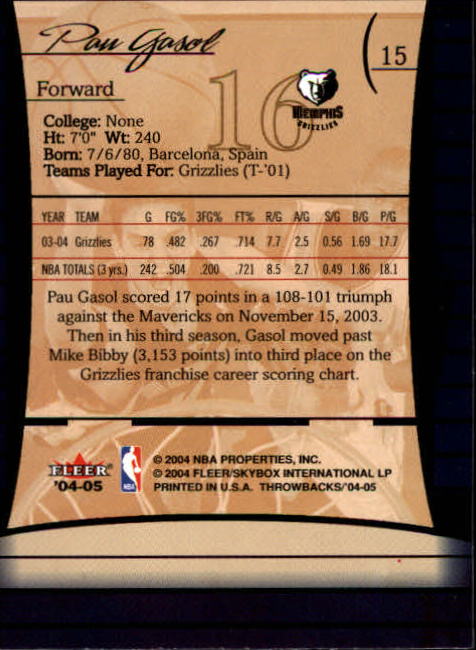 Pau Gasol
15
Forward
16
MEMPHIS
GRIZZLIES
College: None
Ht: 7'0" Wt: 240
Born: 7/6/80, Barcelona, Spain
Teams Played For: Grizzlies (T-'01)
YEAR TEAM G FG% 3FG% FT% R/G A/G S/G B/G P/G
03-04 Grizzlies 78 .482 .267 .714 7.7 2.5 0.56 1.69 17.7
NBA TOTALS (3 yrs.) 242 .504 .200 .721 8.5 2.7 0.49 1.86 18.1
Pau Gasol scored 17 points in a 108-101 triumph
against the Mavericks on November 15, 2003.
Then in his third season, Gasol moved past
Mike Bibby (3,153 points) into third place on the
Grizzlies franchise career scoring chart.
FLEER
'04-05
NBA
© 2004 NBA PROPERTIES, INC.
© 2004 FLEER/SKYBOX INTERNATIONAL LP
PRINTED IN U.S.A. THROWBACKS/'04-05